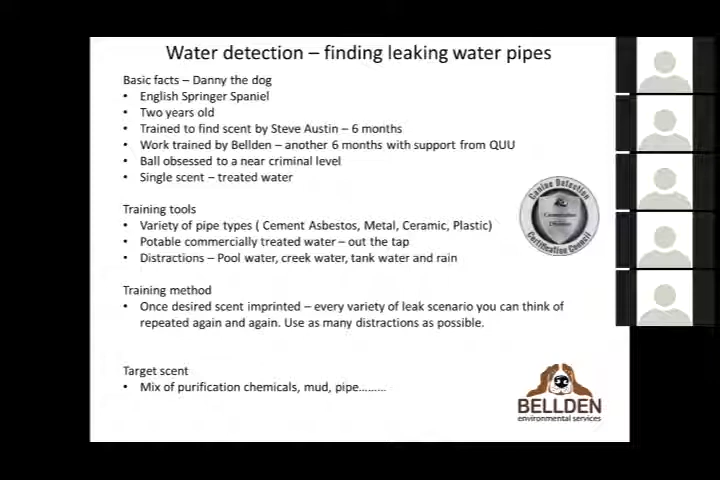 Water detection – finding leaking water pipes
Basic facts – Danny the dog
• English Springer Spaniel
• Two years old
• Trained to find scent by Steve Austin – 6 months
• Work trained by Bellden – another 6 months with support from QUU
• Ball obsessed to a near criminal level
• Single scent – treated water
Training tools
• Variety of pipe types ( Cement Asbestos, Metal, Ceramic, Plastic)
• Potable commercially treated water – out the tap
• Distractions – Pool water, creek water, tank water and rain
Canine Detection
Certification Council
Training method
• Once desired scent imprinted – every variety of leak scenario you can think of
repeated again and again. Use as many distractions as possible.
Target scent
• Mix of purification chemicals, mud, pipe.........
BELLDEN
environmental services